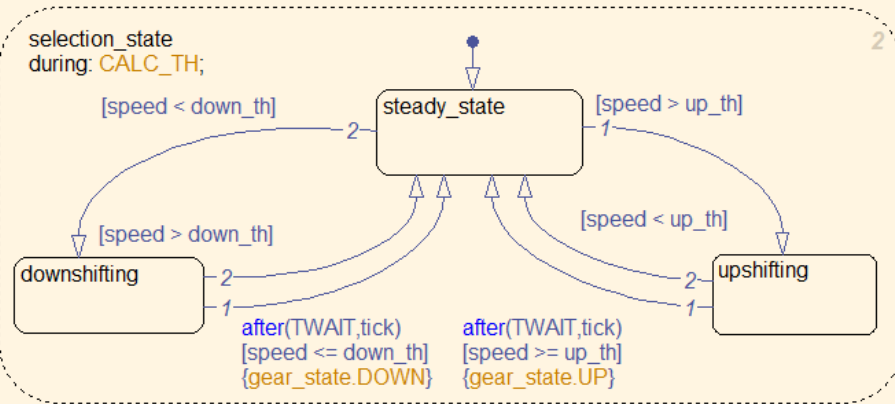 selection_state
2
during: CALC_TH;
[speed < down_th]
2
steady_state
[speed > up_th]
1
[speed > down_th]
[speed < up_th]
downshifting
2
1
upshifting
2
1
after(TWAIT,tick)
[speed <= down_th]
{gear_state.DOWN}
after(TWAIT,tick)
[speed >= up_th]
{gear_state.UP}